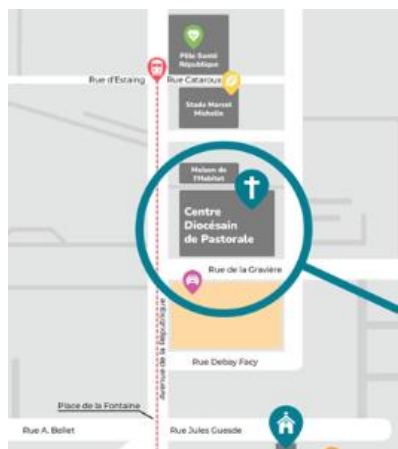 Pôle Santé
République
Rue d'Estaing
Rue Cataroux
Stade Marcel
Michelin
Maison de
l'Habitat
Centre
Diocésain
de Pastorale
Rue de la Gravière
Avenue de la République
Rue Debay Facy
Place de la Fontaine
Rue A. Bellet
Rue Jules Guesde